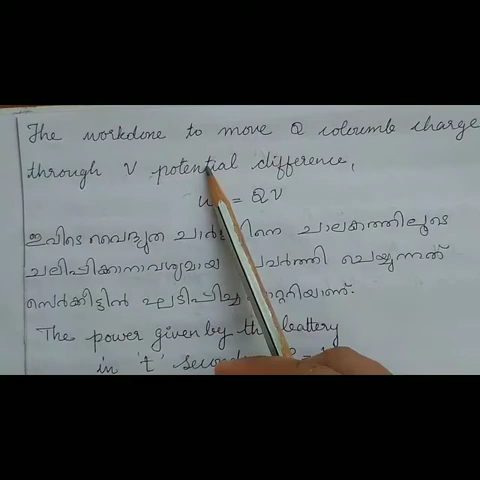 The workdone to move Q coloumb charge
through V potential difference,
= QV
ഇവിടെ വൈദ്യുത ചാലകത്തിലൂടെ
ചലിപ്പിക്കാനാവശ്യമായ ചെയ്യുന്നത്
സെർക്കീട്ടിൽ ഘടിപ്പിച്ച
The power given by the battery
in 't'